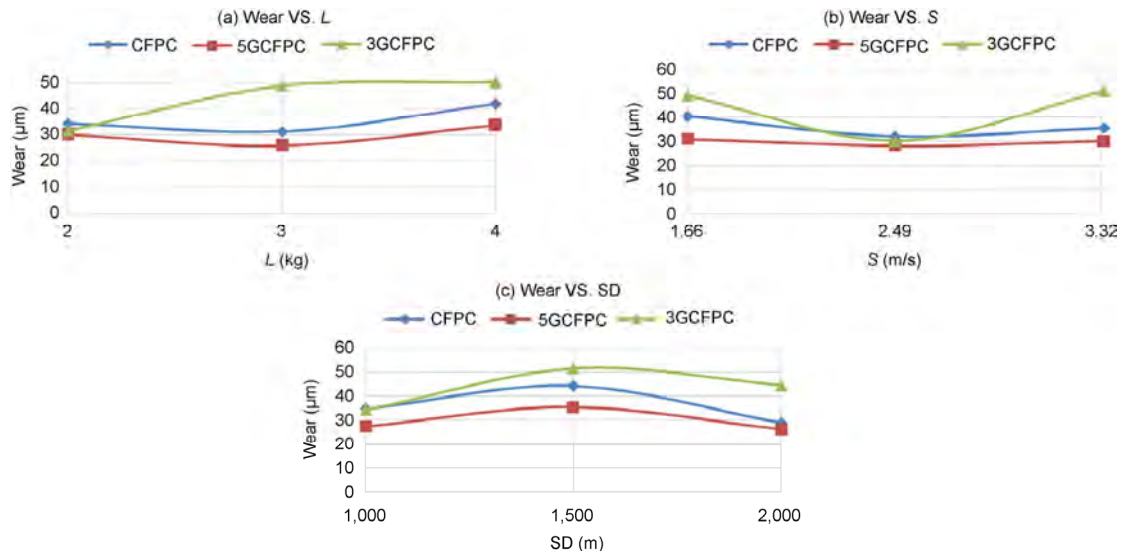 (a) Wear VS. L
CFPC 5GCFPC 3GCFPC
50
40
30
20
10
0
Wear (μm)
2 3 4
L (kg)
(b) Wear VS. S
CFPC 5GCFPC 3GCFPC
60
50
40
30
20
10
0
Wear (μm)
1.66 2.49 3.32
S (m/s)
(c) Wear VS. SD
CFPC 5GCFPC 3GCFPC
60
50
40
30
20
10
0
Wear (μm)
1,000 1,500 2,000
SD (m)